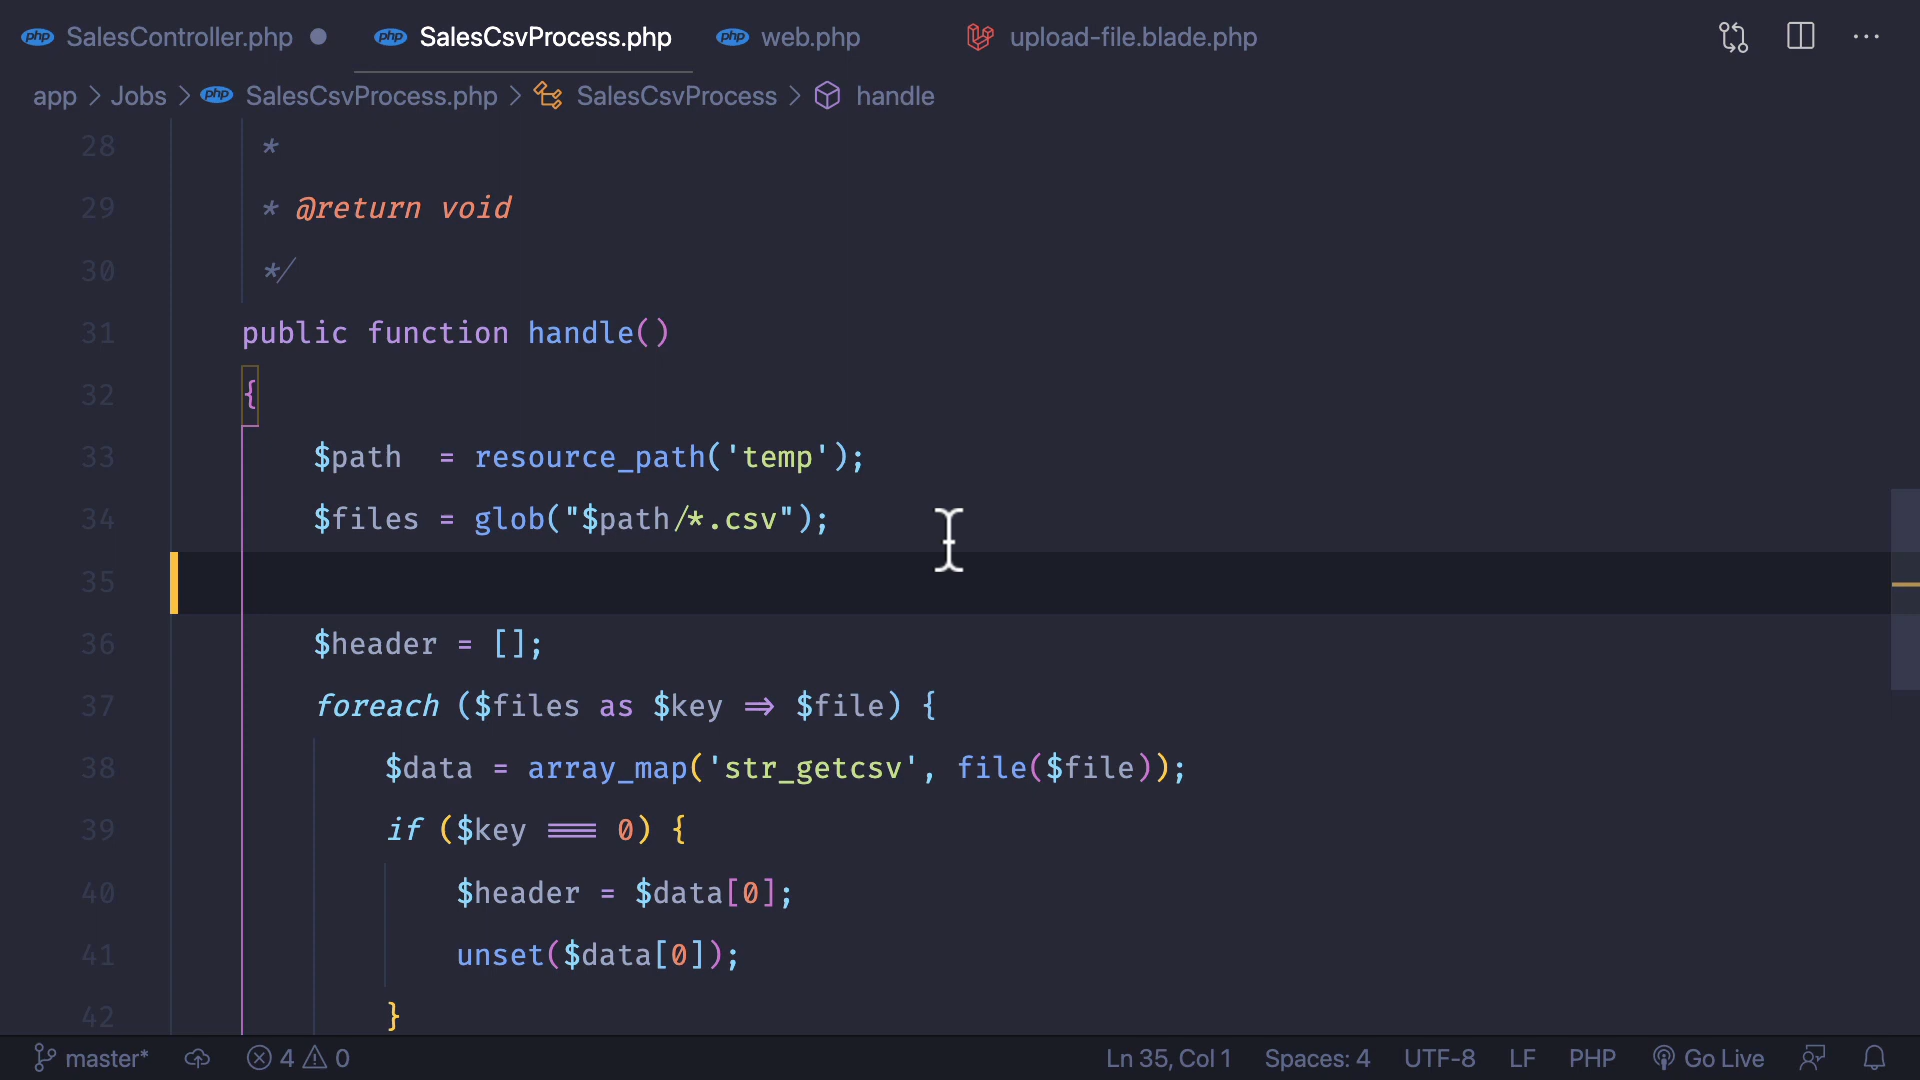 php SalesController.php php SalesCsvProcess.php php web.php upload-file.blade.php
app > Jobs > php SalesCsvProcess.php > SalesCsvProcess > handle
28 *
29 * @return void
30 */
31 public function handle()
32 {
33 $path  = resource_path('temp');
34 $files = glob("$path/*.csv");
35
36 $header = [];
37 foreach ($files as $key => $file) {
38 $data = array_map('str_getcsv', file($file));
39 if ($key === 0) {
40 $header = $data[0];
41 unset($data[0]);
42 }
master* 4 0 Ln 35, Col 1 Spaces: 4 UTF-8 LF PHP Go Live